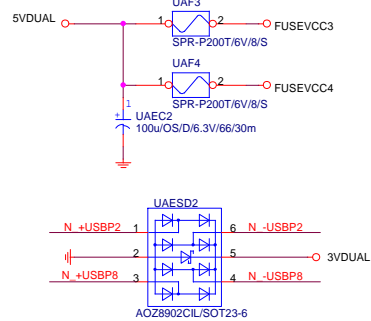 UAF3
5VDUAL
1
2
FUSEVCC3
SPR-P200T/6V/8/S
UAF4
1
2
FUSEVCC4
SPR-P200T/6V/8/S
1
+
UAEC2
100u/OS/D/6.3V/66/30m
UAESD2
N_+USBP2
1
6
N_-USBP2
2
5
3VDUAL
N_+USBP8
3
4
N_-USBP8
AOZ8902CIL/SOT23-6